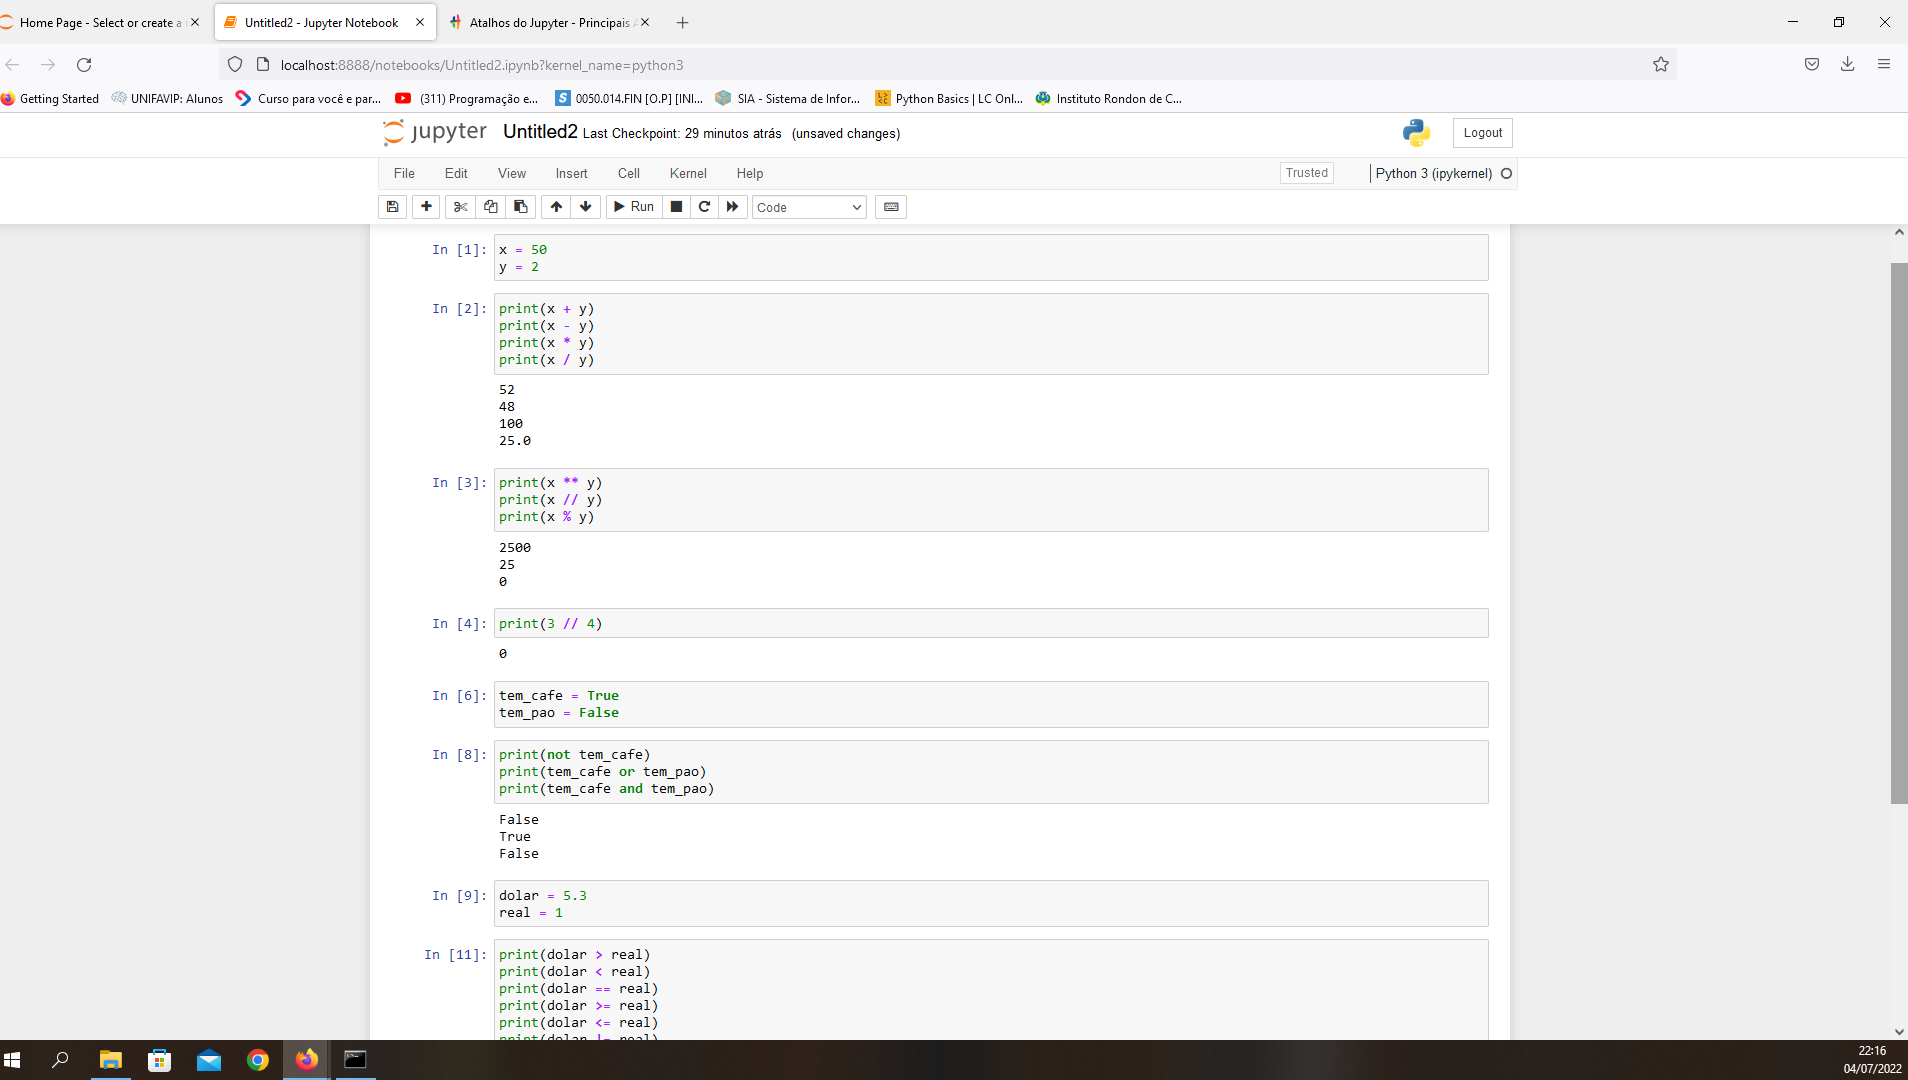 Home Page - Select or create a
Untitled2 - Jupyter Notebook
Atalhos do Jupyter - Principais
localhost:8888/notebooks/Untitled2.ipynb?kernel_name=python3
Getting Started
UNIFAVIP: Alunos
Curso para você e par...
(311) Programação e...
S 0050.014.FIN [O.P] [INI...
SIA - Sistema de Infor...
Python Basics | LC Onl...
Instituto Rondon de C...
jupyter Untitled2 Last Checkpoint: 29 minutos atrás (unsaved changes)
Logout
File Edit View Insert Cell Kernel Help
Trusted
Python 3 (ipykernel)
Run
Code
In [1]: x = 50
y = 2
In [2]: print(x + y)
print(x - y)
print(x * y)
print(x / y)
52
48
100
25.0
In [3]: print(x ** y)
print(x // y)
print(x % y)
2500
25
0
In [4]: print(3 // 4)
0
In [6]: tem_cafe = True
tem_pao = False
In [8]: print(not tem_cafe)
print(tem_cafe or tem_pao)
print(tem_cafe and tem_pao)
False
True
False
In [9]: dolar = 5.3
real = 1
In [11]: print(dolar > real)
print(dolar < real)
print(dolar == real)
print(dolar >= real)
print(dolar <= real)
print(dolar != real)
22:16
04/07/2022